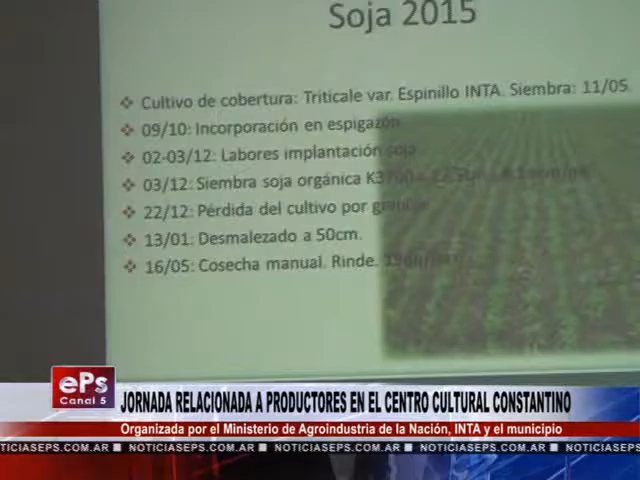 Soja 2015
❖ Cultivo de cobertura: Triticale var. Espinillo INTA. Siembra: 11/05.
❖ 09/10: Incorporación en espigazón.
❖ 02-03/12: Labores implantación soja.
❖ 03/12: Siembra soja orgánica
❖ 22/12: Pérdida del cultivo por granizo.
❖ 13/01: Desmalezado a 50cm.
❖ 16/05: Cosecha manual. Rinde.
ePs
Canal 5
JORNADA RELACIONADA A PRODUCTORES EN EL CENTRO CULTURAL CONSTANTINO
Organizada por el Ministerio de Agroindustria de la Nación, INTA y el municipio
NOTICIASEPS.COM.AR NOTICIASEPS.COM.AR NOTICIASEPS.COM.AR NOTICIASEPS.COM.AR NOTICIASEPS